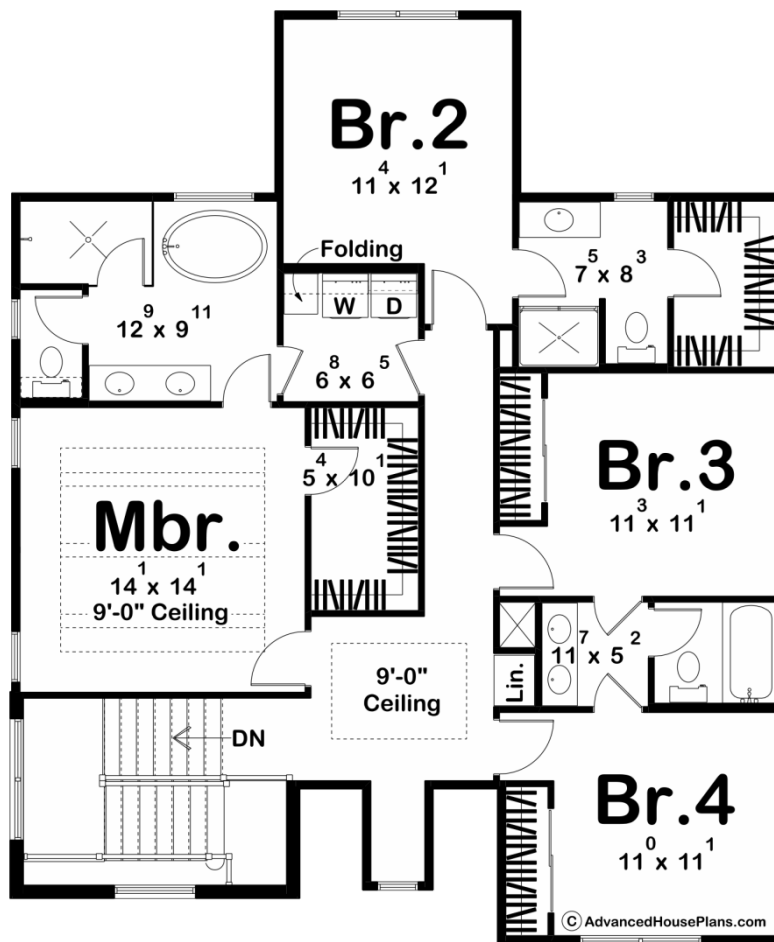 Br.2
11⁴ x 12¹
Folding
W
D
7⁵ x 8³
12⁹ x 9¹¹
6⁸ x 6⁵
5⁴ x 10¹
Br.3
11³ x 11¹
Mbr.
14¹ x 14¹
9'-0" Ceiling
11⁷ x 5²
9'-0"
Ceiling
Lin.
DN
Br.4
11⁰ x 11¹
© AdvancedHousePlans.com